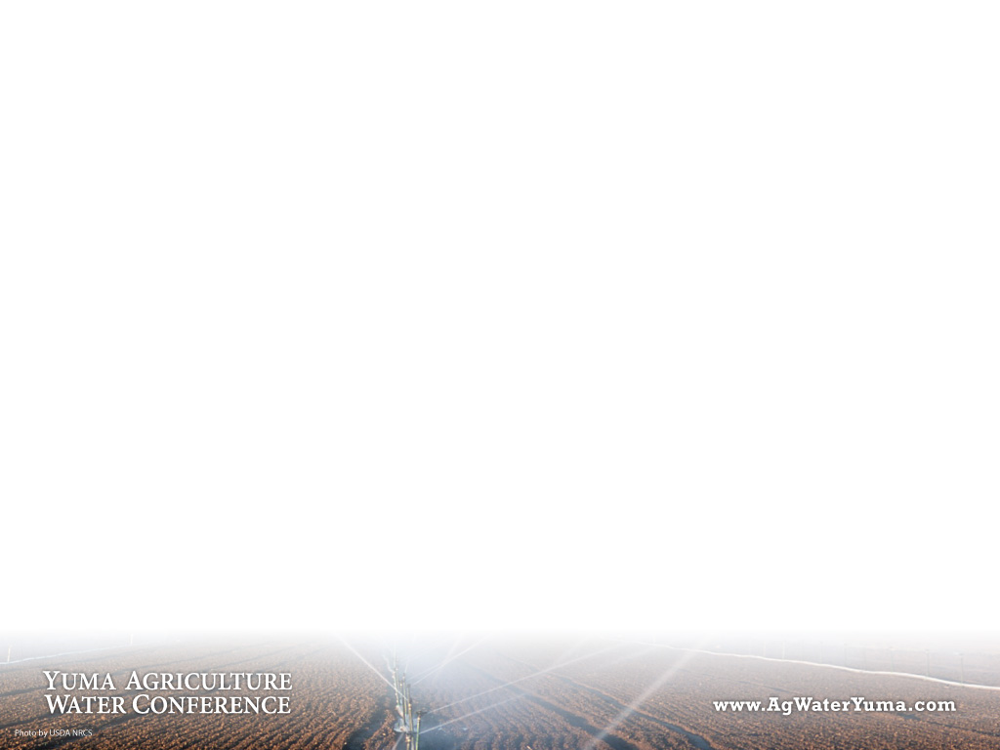 Yuma Agriculture
Water Conference
www.AgWaterYuma.com
Photo by USDA NRCS